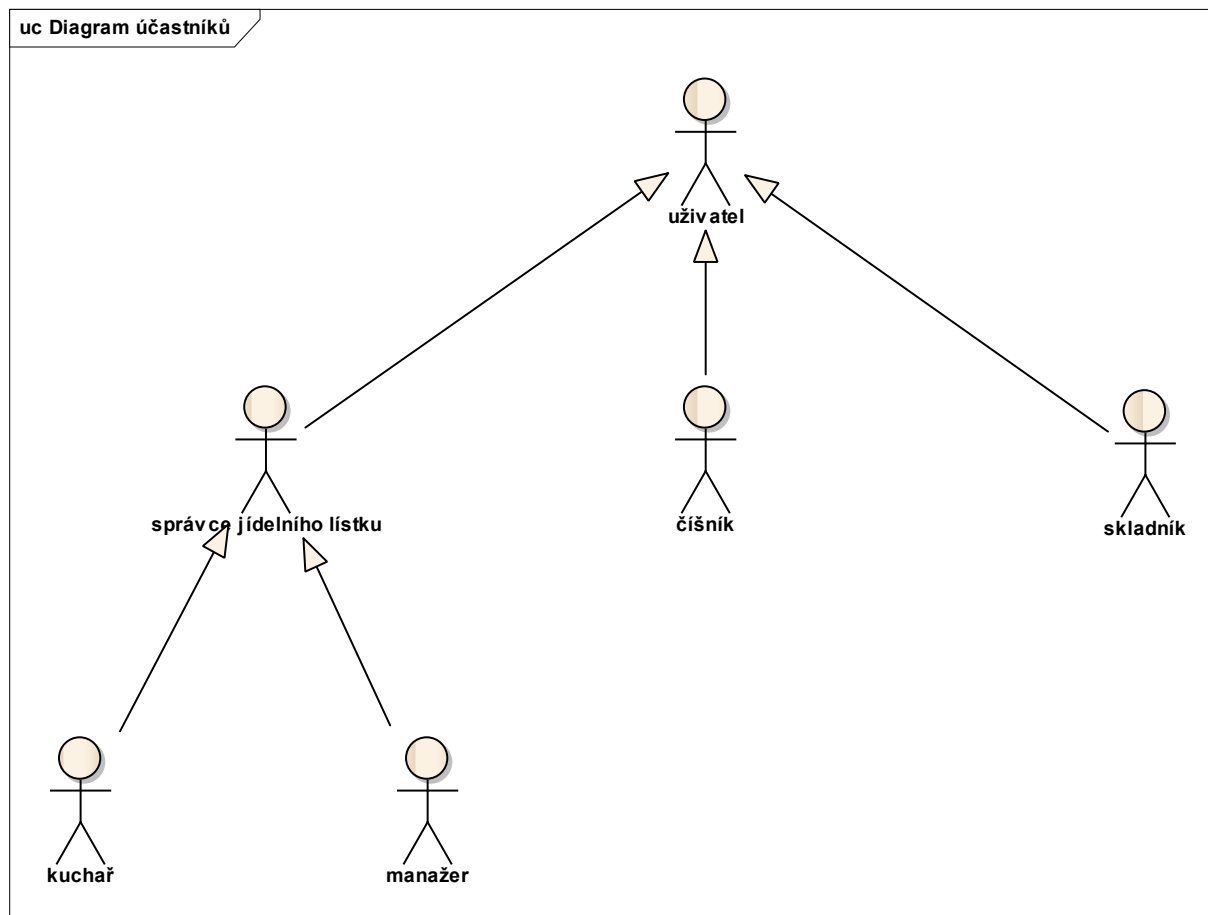 uc Diagram účastníků
uživatel
správce jídelního lístku
číšník
skladník
kuchař
manažer